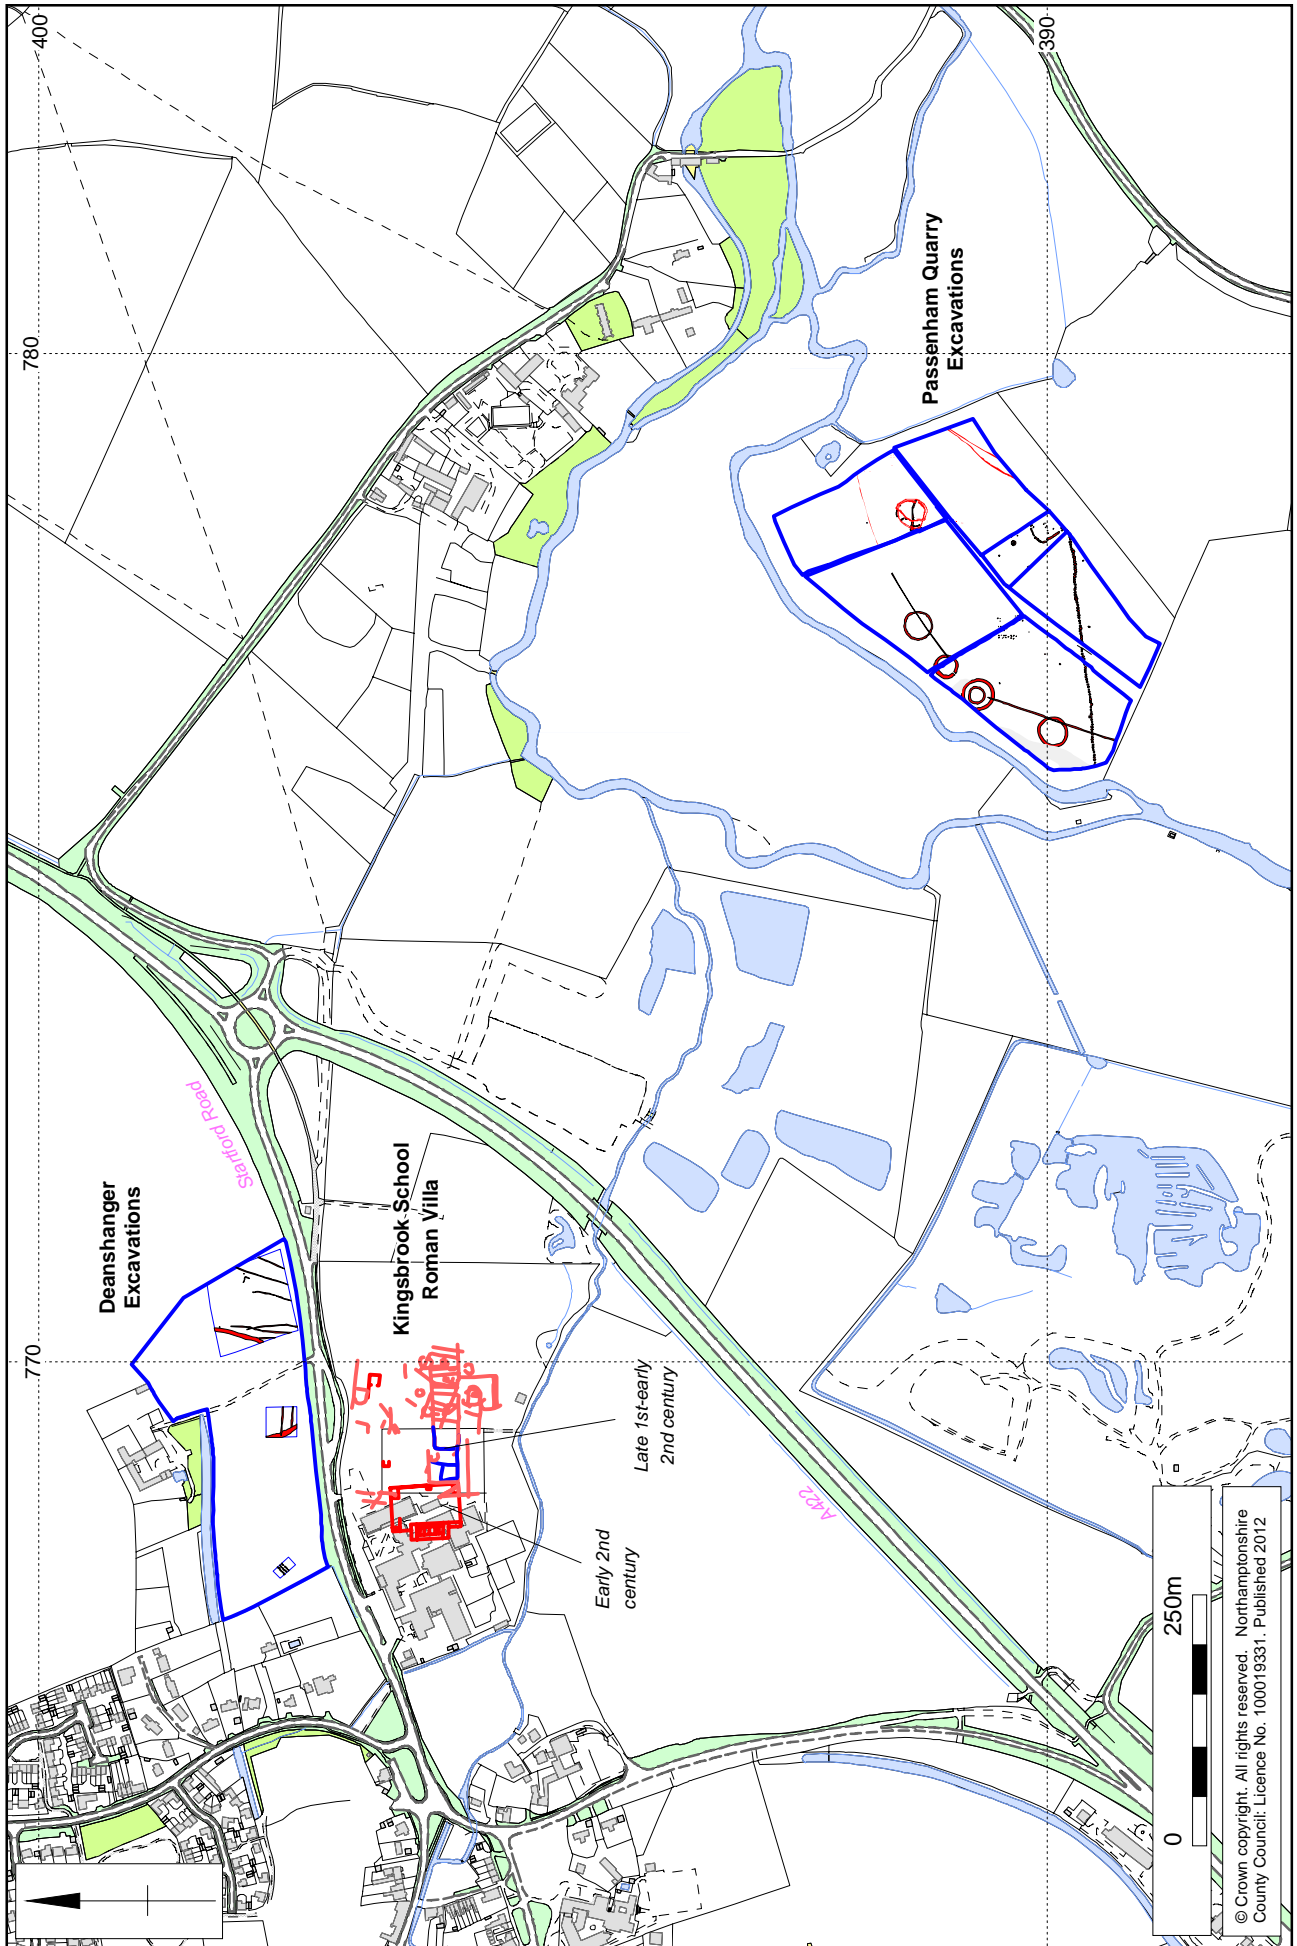 400
390
780
770
Passenham Quarry
Excavations
Deanshanger
Excavations
Startford Road
Kingsbrook School
Roman Villa
Late 1st-early
2nd century
Early 2nd
century
A422
0
250m
© Crown copyright. All rights reserved. Northamptonshire
County Council: Licence No. 100019331. Published 2012